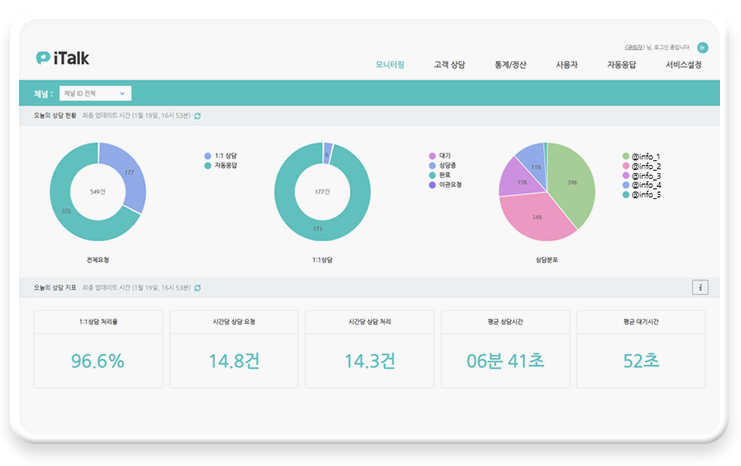 (관리자) 님, 로그인 중입니다.
iTalk
모니터링 고객 상담 통계/정산 사용자 자동응답 서비스설정
채널 : 채널 ID 전체
오늘의 상담 현황 최종 업데이트 시간 (1월 19일, 16시 53분)
1:1 상담
자동응답
177
549건
372
전체요청
대기
상담중
완료
이관요청
6
177건
171
1:1상담
@info_1
@info_2
@info_3
@info_4
@info_5
11%
39%
15%
34%
상담분포
오늘의 상담 지표 최종 업데이트 시간 (1월 19일, 16시 53분)
i
1:1상담 처리율 시간당 상담 요청 시간당 상담 처리 평균 상담시간 평균 대기시간
96.6% 14.8건 14.3건 06분 41초 52초